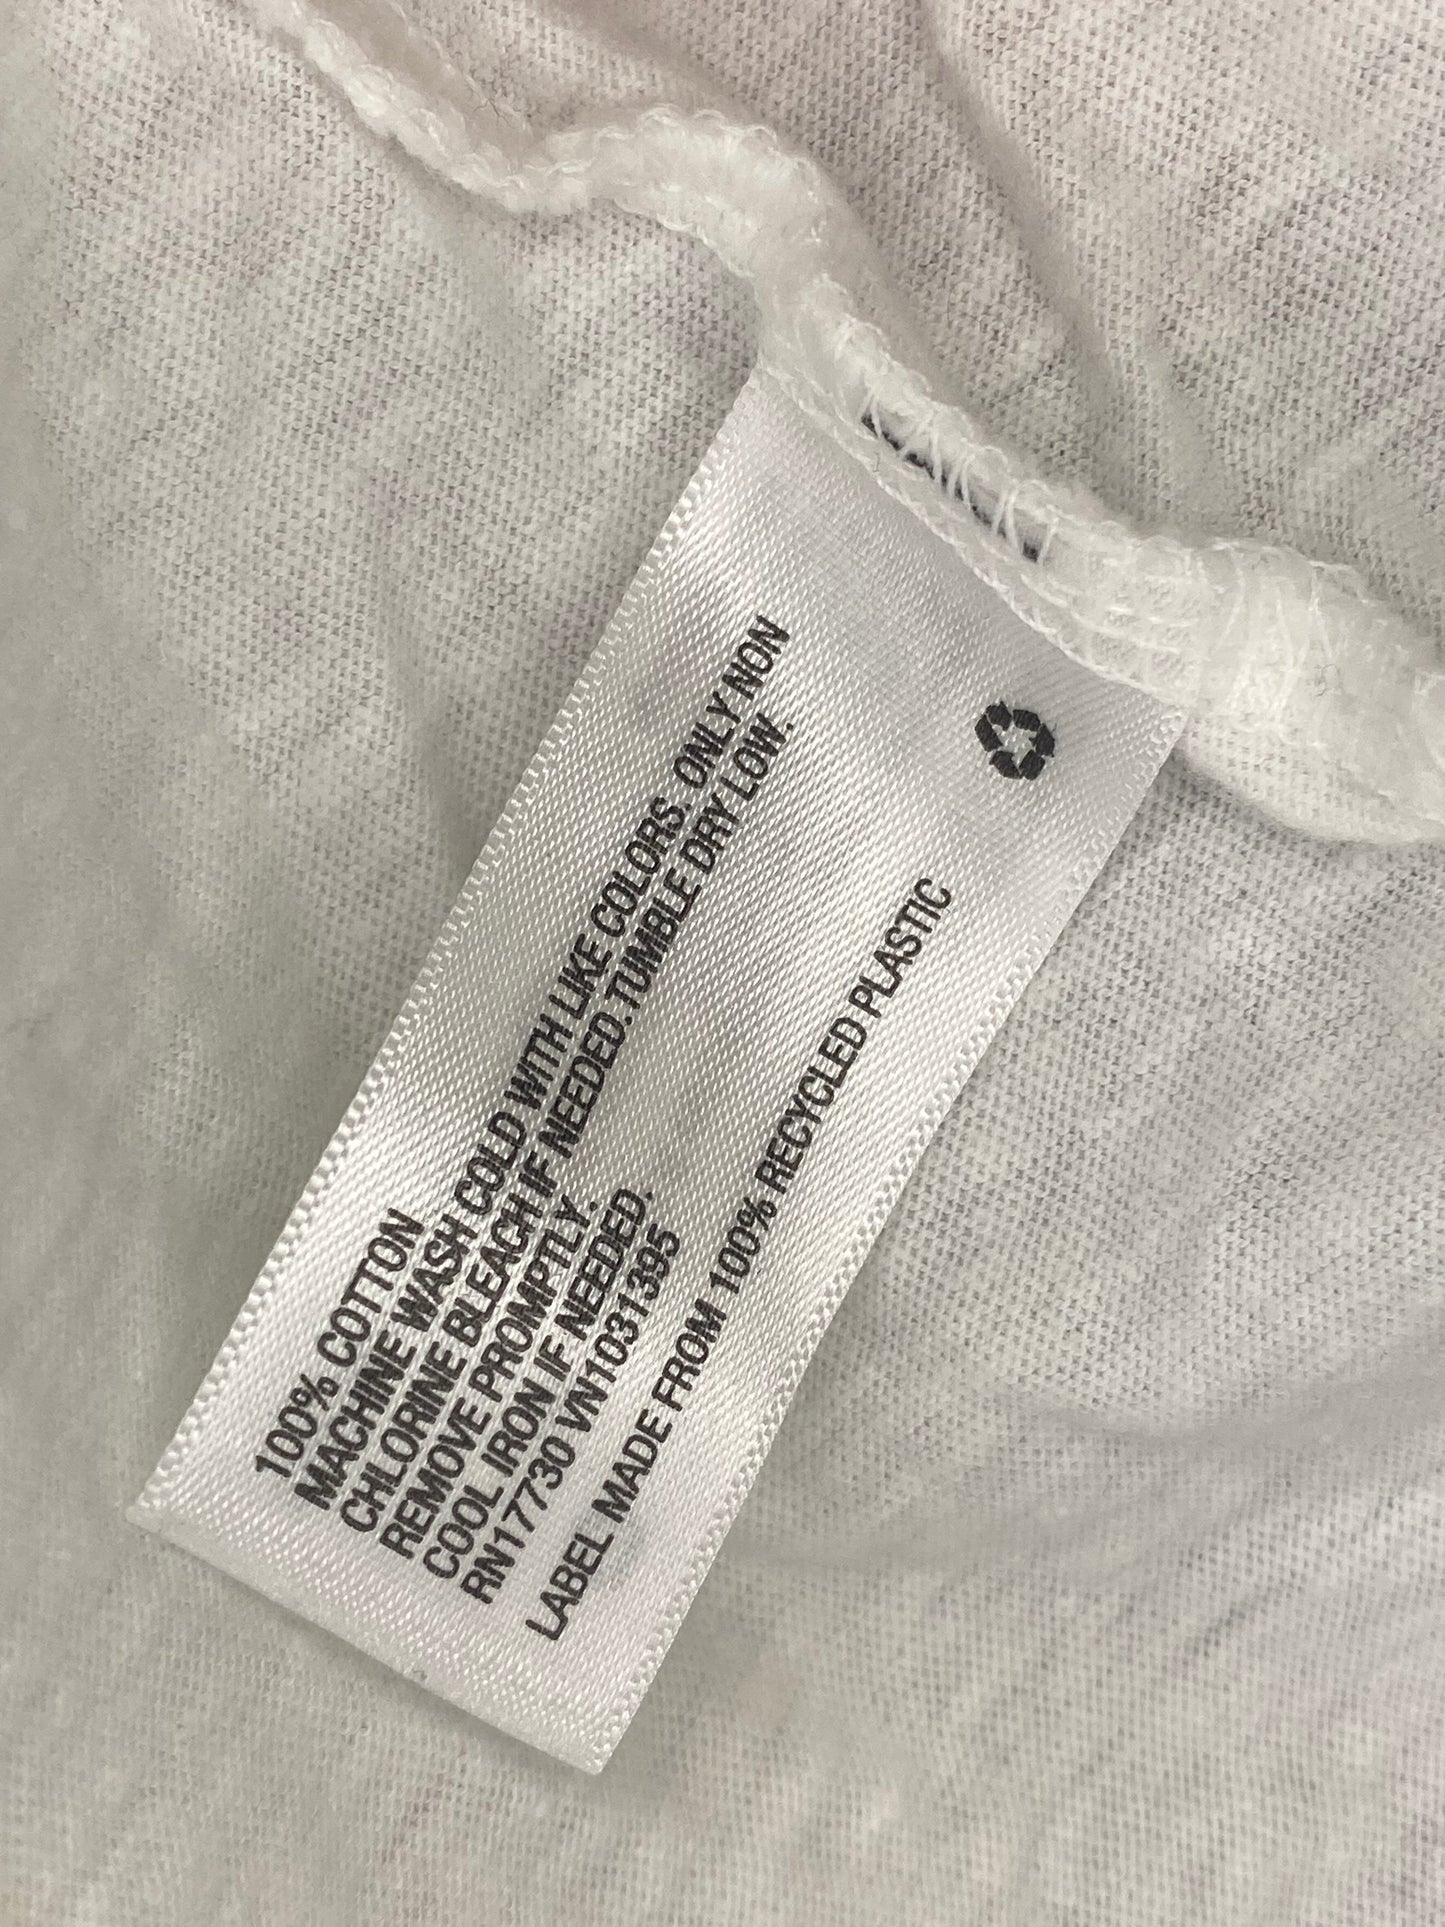 100% COTTON
MACHINE WASH COLD WITH LIKE COLORS. ONLY NON
CHLORINE BLEACH IF NEEDED. TUMBLE DRY LOW.
REMOVE PROMPTLY.
COOL IRON IF NEEDED.
RN17730 VN1031395
LABEL MADE FROM 100% RECYCLED PLASTIC